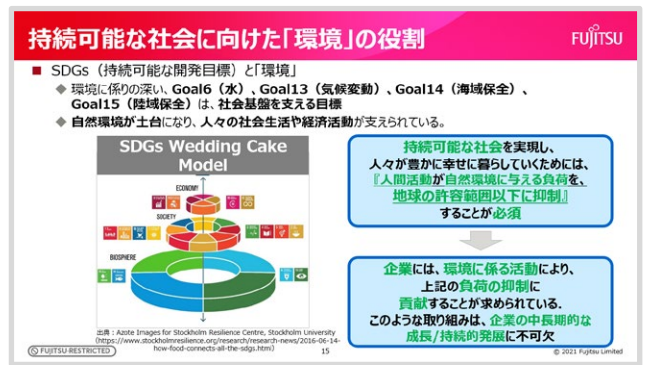 持続可能な社会に向けた「環境」の役割
FUJITSU
■ SDGs（持続可能な開発目標）と「環境」
◆ 環境に係りの深い、Goal6（水）、Goal13（気候変動）、Goal14（海域保全）、
Goal15（陸域保全）は、社会基盤を支える目標
◆ 自然環境が土台になり、人々の社会生活や経済活動が支えられている。
SDGs Wedding Cake
Model
ECONOMY
SOCIETY
BIOSPHERE
出典：Azote Images for Stockholm Resilience Centre, Stockholm University
(https://www.stockholmresilience.org/research/research-news/2016-06-14-
how-food-connects-all-the-sdgs.html)
持続可能な社会を実現し、
人々が豊かに幸せに暮らしていくためには、
『人間活動が自然環境に与える負荷を、
地球の許容範囲以下に抑制』
することが必須
企業には、環境に係る活動により、
上記の負荷の抑制に
貢献することが求められている.
このような取り組みは、企業の中長期的な
成長/持続的発展に不可欠
FUJITSU-RESTRICTED
15
© 2021 Fujitsu Limited